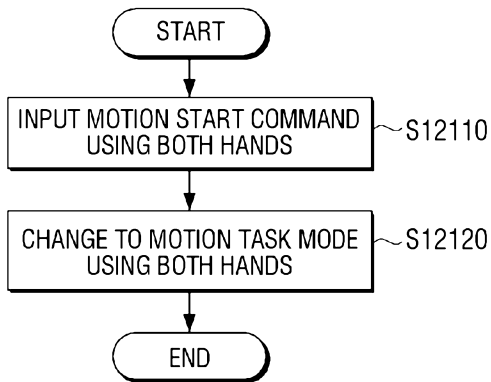 START
INPUT MOTION START COMMAND
USING BOTH HANDS
S12110
CHANGE TO MOTION TASK MODE
USING BOTH HANDS
S12120
END